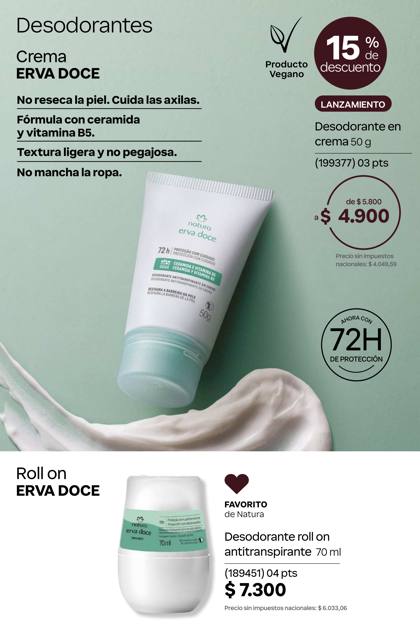 Desodorantes
Crema
ERVA DOCE
No reseca la piel. Cuida las axilas.
Fórmula con ceramida
y vitamina B5.
Textura ligera y no pegajosa.
No mancha la ropa.
Producto
Vegano
15 % de
descuento
LANZAMIENTO
Desodorante en
crema 50 g
(199377) 03 pts
de $ 5.800
a $ 4.900
Precio sin impuestos
nacionales: $ 4.049,59
AHORA CON
72H
DE PROTECCIÓN
natura
erva doce
72h
50g
Roll on
ERVA DOCE
natura
erva doce
70ml
FAVORITO
de Natura
Desodorante roll on
antitranspirante 70 ml
(189451) 04 pts
$ 7.300
Precio sin impuestos nacionales: $ 6.033,06